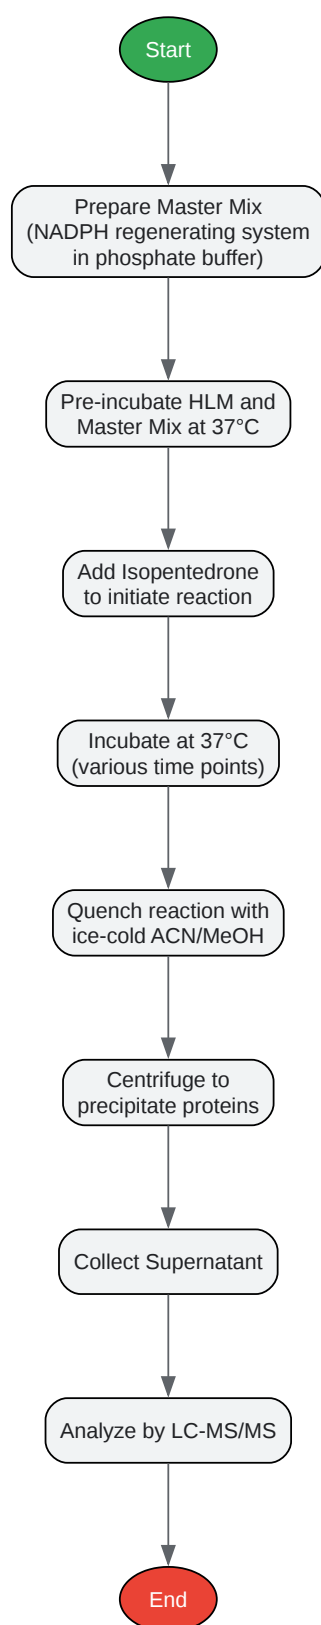 Start
Prepare Master Mix
(NADPH regenerating system
in phosphate buffer)
Pre-incubate HLM and
Master Mix at 37°C
Add Isopentedrone
to initiate reaction
Incubate at 37°C
(various time points)
Quench reaction with
ice-cold ACN/MeOH
Centrifuge to
precipitate proteins
Collect Supernatant
Analyze by LC-MS/MS
End